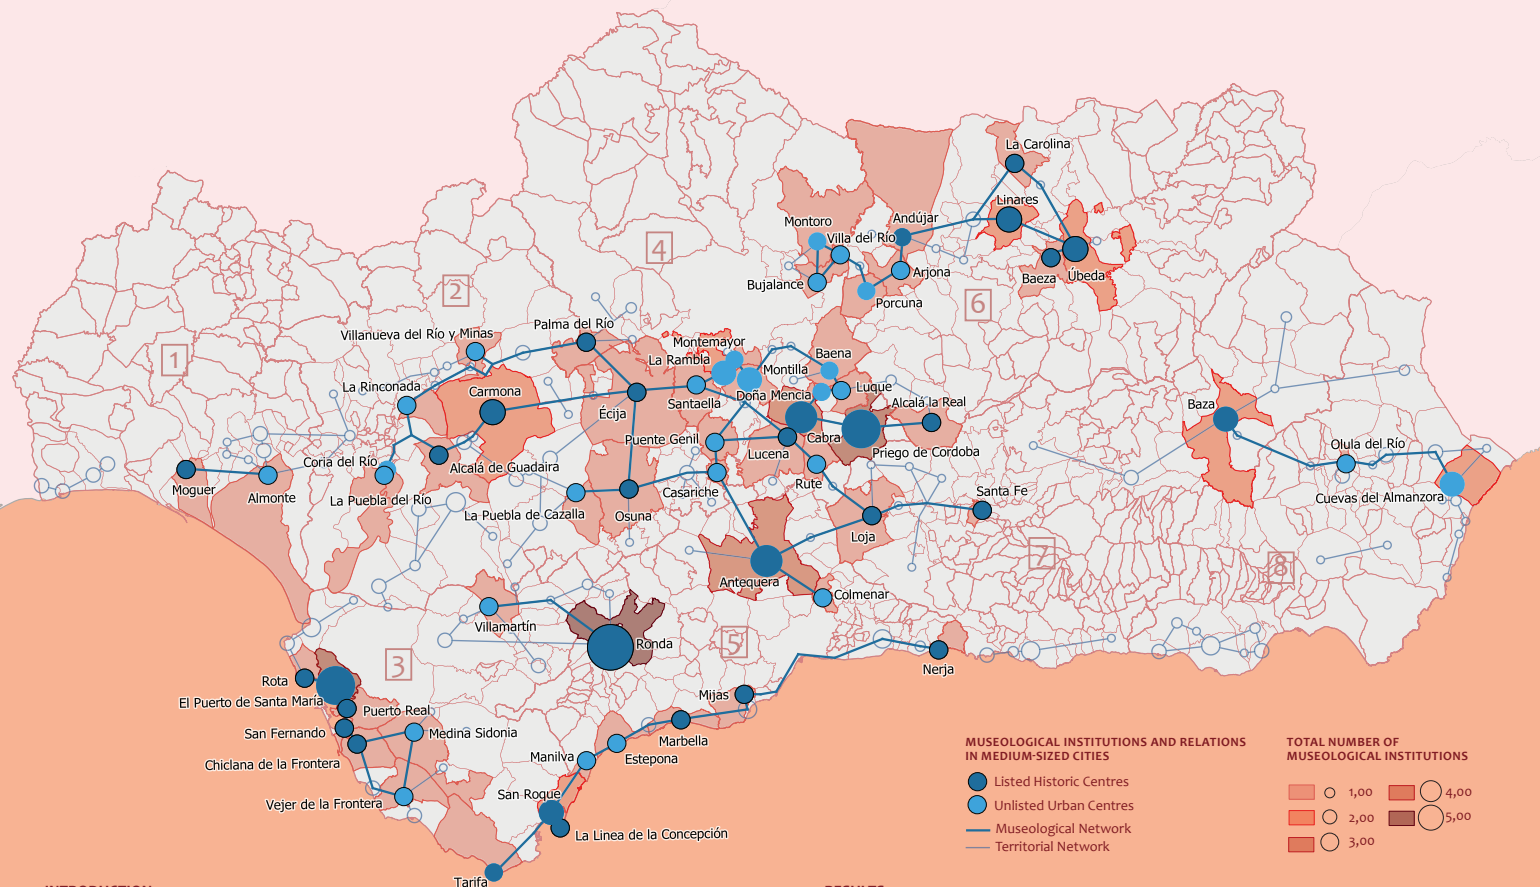 La Carolina
Linares
Montoro
Andújar
Villa del Río
4
2
Bujalance
Arjona
Baeza
Úbeda
Porcuna
6
Palma del Río
Villanueva del Río y Minas
1
Montemayor
La Rambla
Baena
Montilla
La Rinconada
Carmona
Luque
Doña Mencia
Santaella
Écija
Alcalá la Real
Baza
Puente Genil
Cabra
Olula del Río
Lucena
Priego de Cordoba
Coria del Río
Alcalá de Guadaira
Moguer
Almonte
La Puebla del Río
Casariche
Rute
Santa Fe
Cuevas del Almanzora
La Puebla de Cazalla
Osuna
Loja
7
8
Antequera
Colmenar
Villamartín
Ronda
5
3
Nerja
Rota
El Puerto de Santa María
Mijas
Puerto Real
San Fernando
Medina Sidonia
Marbella
Chiclana de la Frontera
Manilva
Estepona
Vejer de la Frontera
San Roque
La Linea de la Concepción
Tarifa
MUSEOLOGICAL INSTITUTIONS AND RELATIONS
IN MEDIUM-SIZED CITIES
Listed Historic Centres
Unlisted Urban Centres
Museological Network
Territorial Network
TOTAL NUMBER OF
MUSEOLOGICAL INSTITUTIONS
1,00
2,00
3,00
4,00
5,00